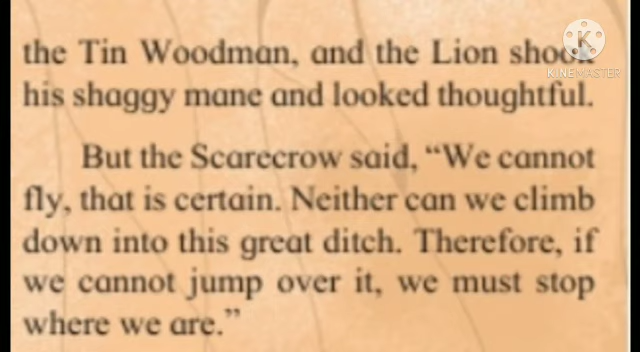 the Tin Woodman, and the Lion shook
his shaggy mane and looked thoughtful.
But the Scarecrow said, “We cannot
fly, that is certain. Neither can we climb
down into this great ditch. Therefore, if
we cannot jump over it, we must stop
where we are.”
K
KINEMASTER